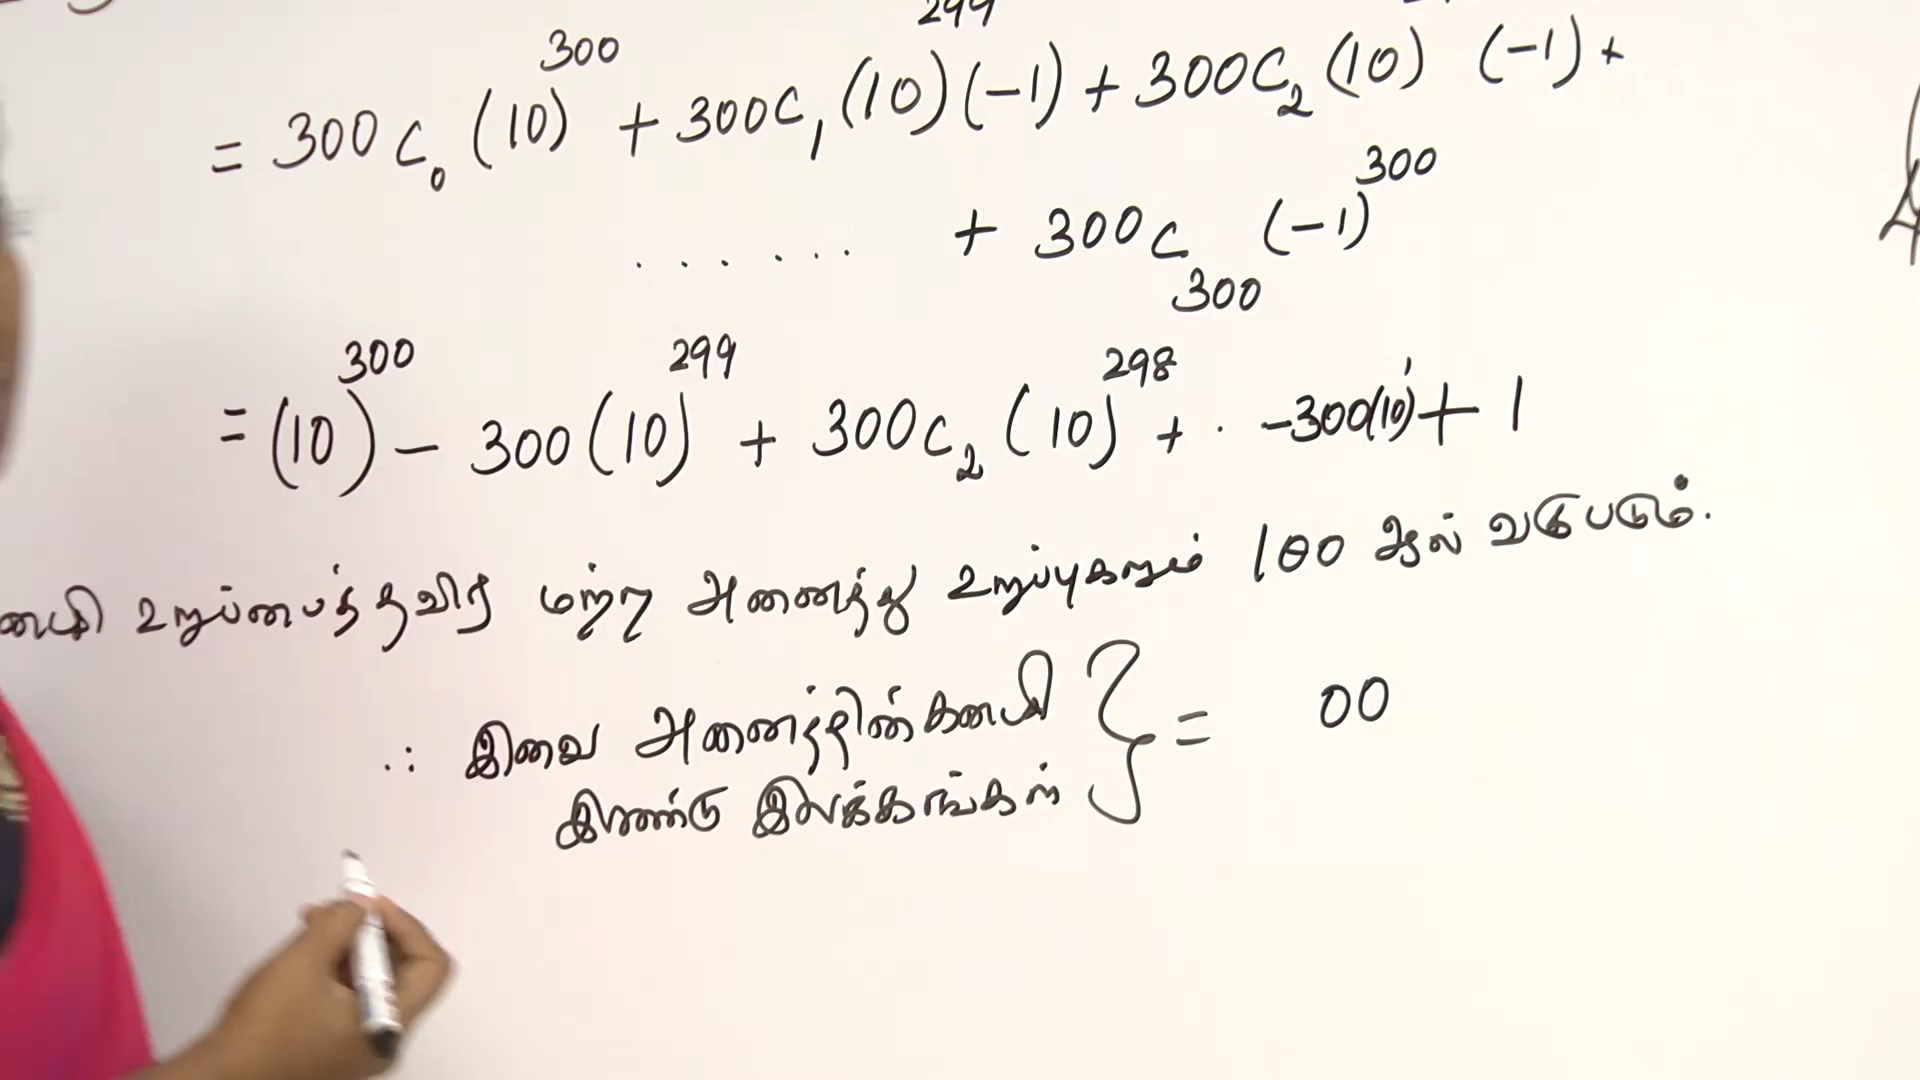 299
= 300C₀ (10)³⁰⁰ + 300C₁ (10) (-1) + 300C₂ (10) (-1) +
...... + 300C₃₀₀ (-1)³⁰⁰
= (10)³⁰⁰ - 300 (10)²⁹⁹ + 300C₂ (10)²⁹⁸ + . -300(10)¹ + 1
உறுப்பைத் தவிர மற்ற அனைத்து உறுப்புகளும் 100 ஆல் வகுபடும்.
∴ இவை அனைத்தின் கடைசி
இரண்டு இலக்கங்கள் } = 00